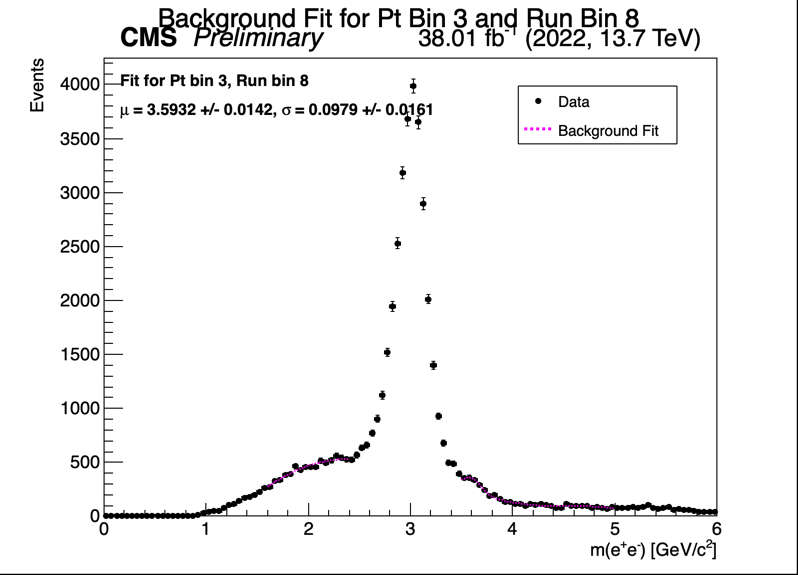 Background Fit for Pt Bin 3 and Run Bin 8
CMS Preliminary 38.01 fb⁻¹ (2022, 13.7 TeV)
Events
Fit for Pt bin 3, Run bin 8
μ = 3.5932 +/- 0.0142, σ = 0.0979 +/- 0.0161
Data
Background Fit
4000
3500
3000
2500
2000
1500
1000
500
0
0 1 2 3 4 5 6
m(e⁺e⁻) [GeV/c²]